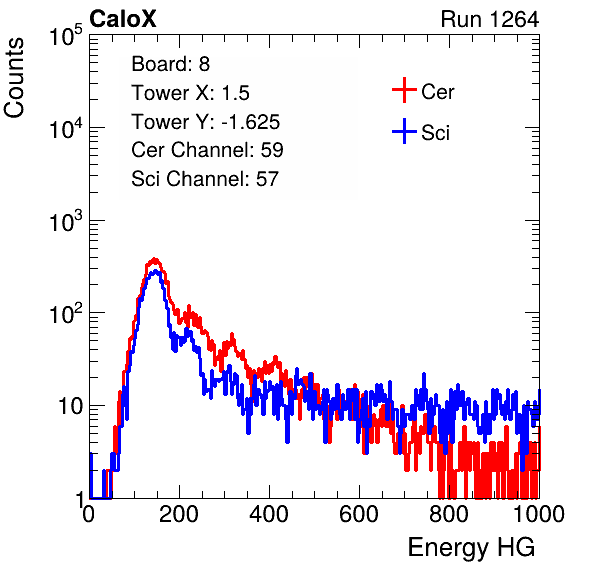 CaloX Run 1264
Counts
Board: 8
Tower X: 1.5
Tower Y: -1.625
Cer Channel: 59
Sci Channel: 57
Cer
Sci
10^5
10^4
10^3
10^2
10
1
0 200 400 600 800 1000
Energy HG